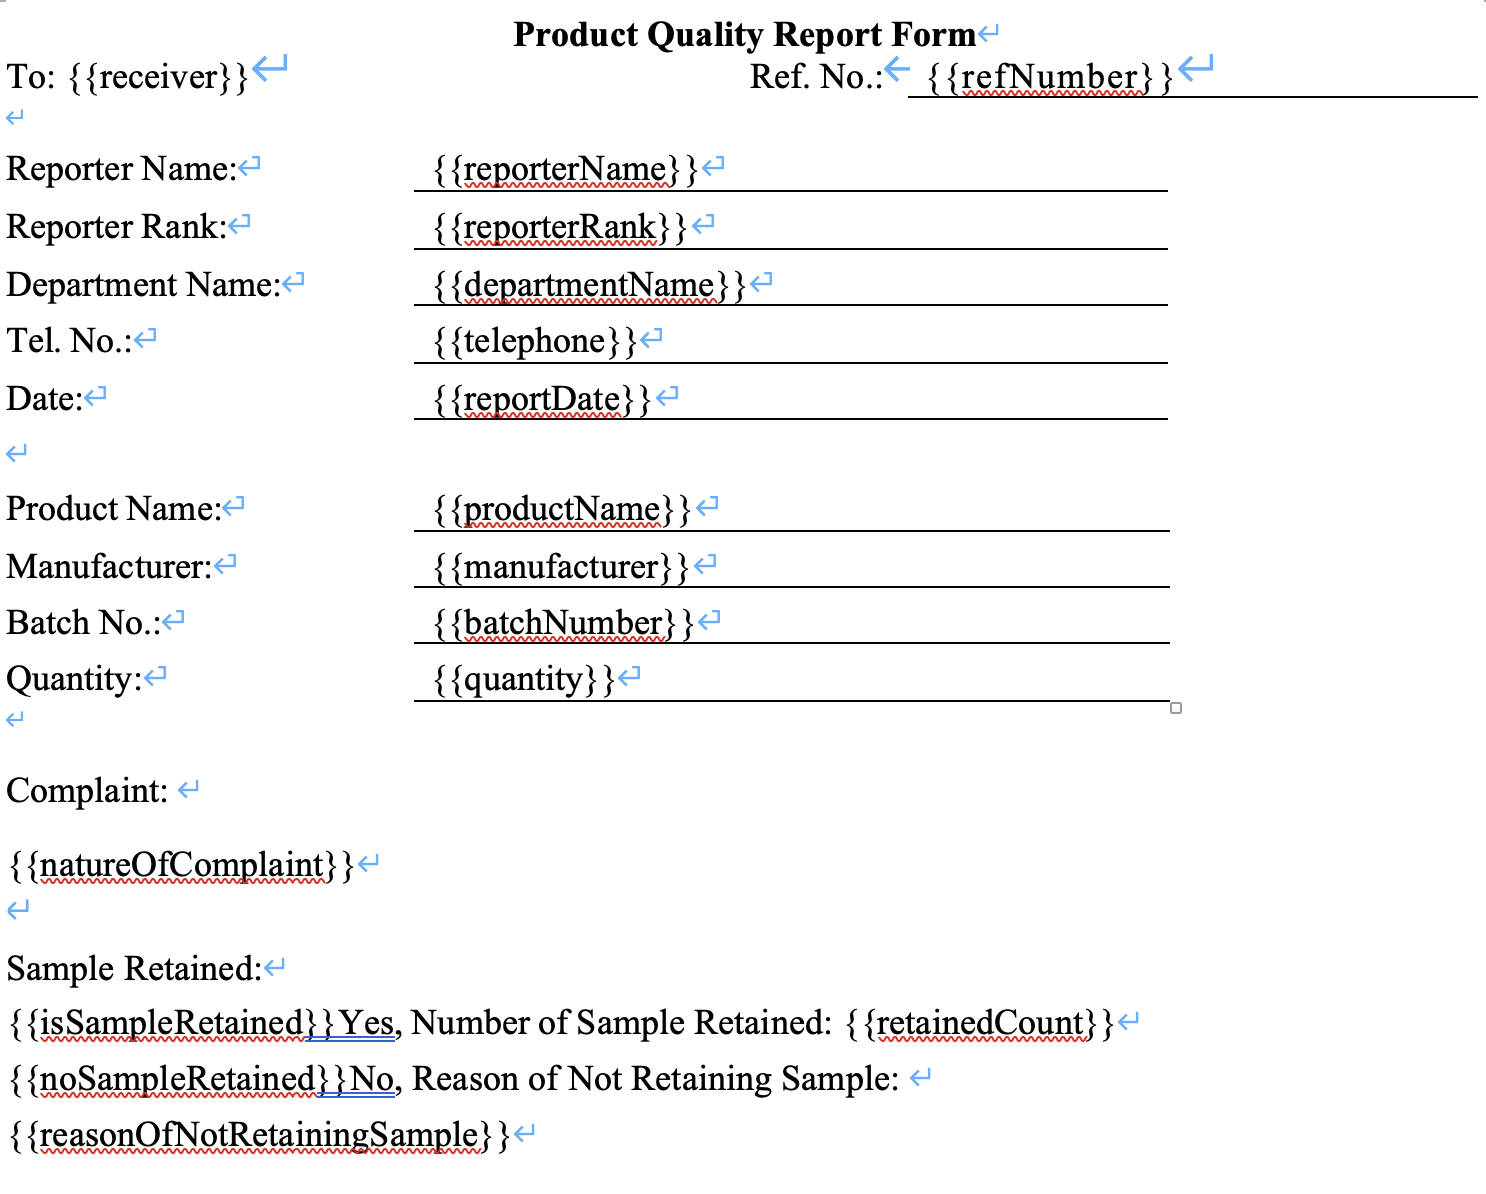 Product Quality Report Form
To: {{receiver}} Ref. No.: {{refNumber}}
Reporter Name: {{reporterName}}
Reporter Rank: {{reporterRank}}
Department Name: {{departmentName}}
Tel. No.: {{telephone}}
Date: {{reportDate}}
Product Name: {{productName}}
Manufacturer: {{manufacturer}}
Batch No.: {{batchNumber}}
Quantity: {{quantity}}
Complaint:
{{natureOfComplaint}}
Sample Retained:
{{isSampleRetained}}Yes, Number of Sample Retained: {{retainedCount}}
{{noSampleRetained}}No, Reason of Not Retaining Sample:
{{reasonOfNotRetainingSample}}